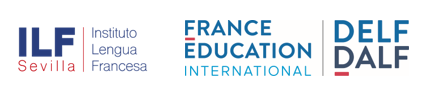 ILF
Sevilla
Instituto
Lengua
Francesa
FRANCE
ÉDUCATION
INTERNATIONAL
DELF
DALF